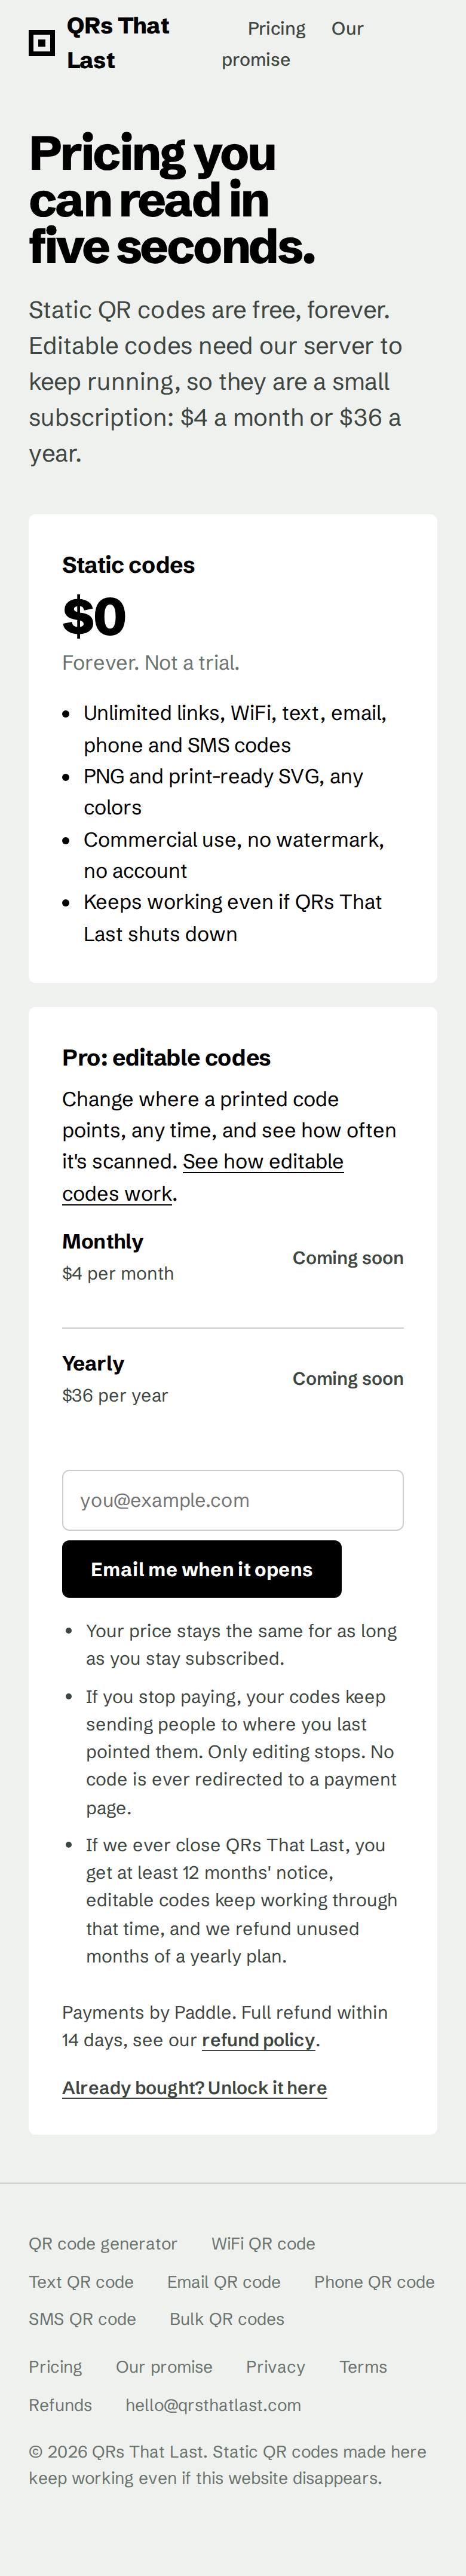 QRs That
Last
Pricing Our
promise
Pricing you
can read in
five seconds.
Static QR codes are free, forever.
Editable codes need our server to
keep running, so they are a small
subscription: $4 a month or $36 a
year.
Static codes
$0
Forever. Not a trial.
• Unlimited links, WiFi, text, email,
phone and SMS codes
• PNG and print-ready SVG, any
colors
• Commercial use, no watermark,
no account
• Keeps working even if QRs That
Last shuts down
Pro: editable codes
Change where a printed code
points, any time, and see how often
it's scanned. See how editable
codes work.
Monthly
$4 per month
Coming soon
Yearly
$36 per year
Coming soon
you@example.com
Email me when it opens
• Your price stays the same for as long
as you stay subscribed.
• If you stop paying, your codes keep
sending people to where you last
pointed them. Only editing stops. No
code is ever redirected to a payment
page.
• If we ever close QRs That Last, you
get at least 12 months' notice,
editable codes keep working through
that time, and we refund unused
months of a yearly plan.
Payments by Paddle. Full refund within
14 days, see our refund policy.
Already bought? Unlock it here
QR code generator WiFi QR code
Text QR code Email QR code Phone QR code
SMS QR code Bulk QR codes
Pricing Our promise Privacy Terms
Refunds hello@qrsthatlast.com
© 2026 QRs That Last. Static QR codes made here
keep working even if this website disappears.